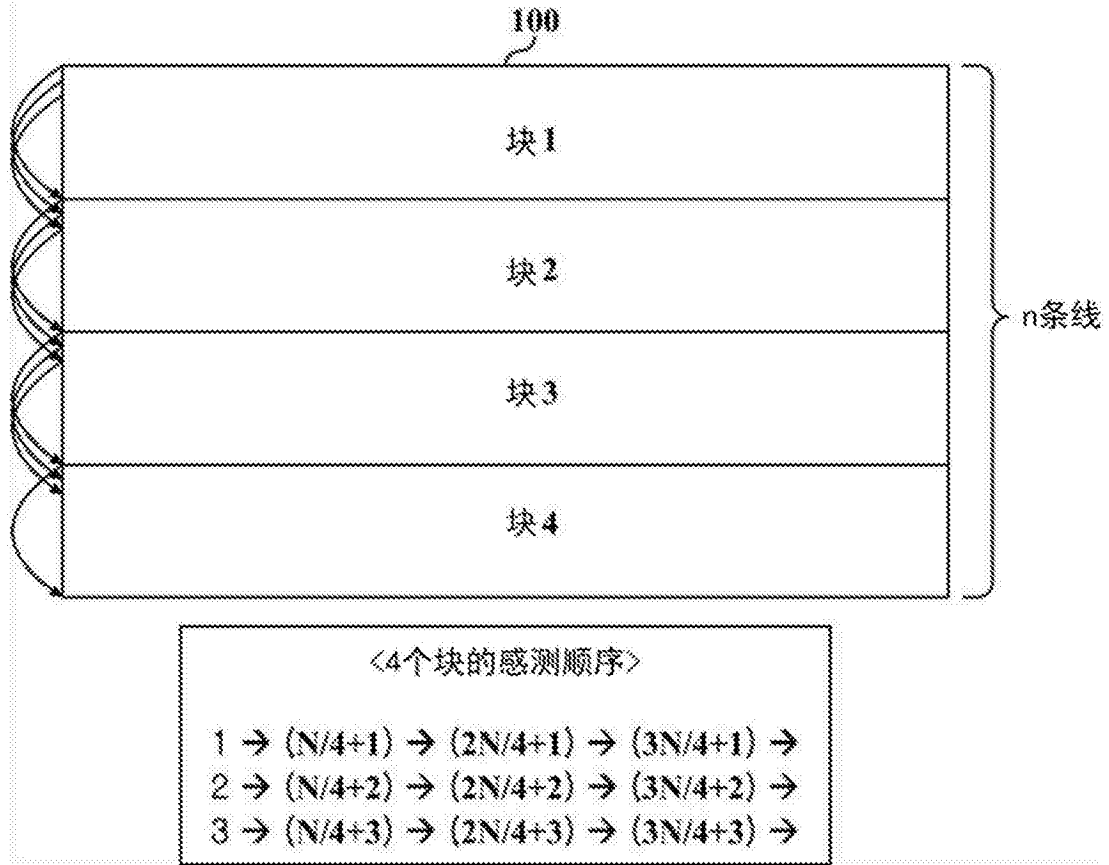 100
块1
块2
块3
块4
n条线
<4个块的感测顺序>
1 → (N/4+1) → (2N/4+1) → (3N/4+1) →
2 → (N/4+2) → (2N/4+2) → (3N/4+2) →
3 → (N/4+3) → (2N/4+3) → (3N/4+3) →